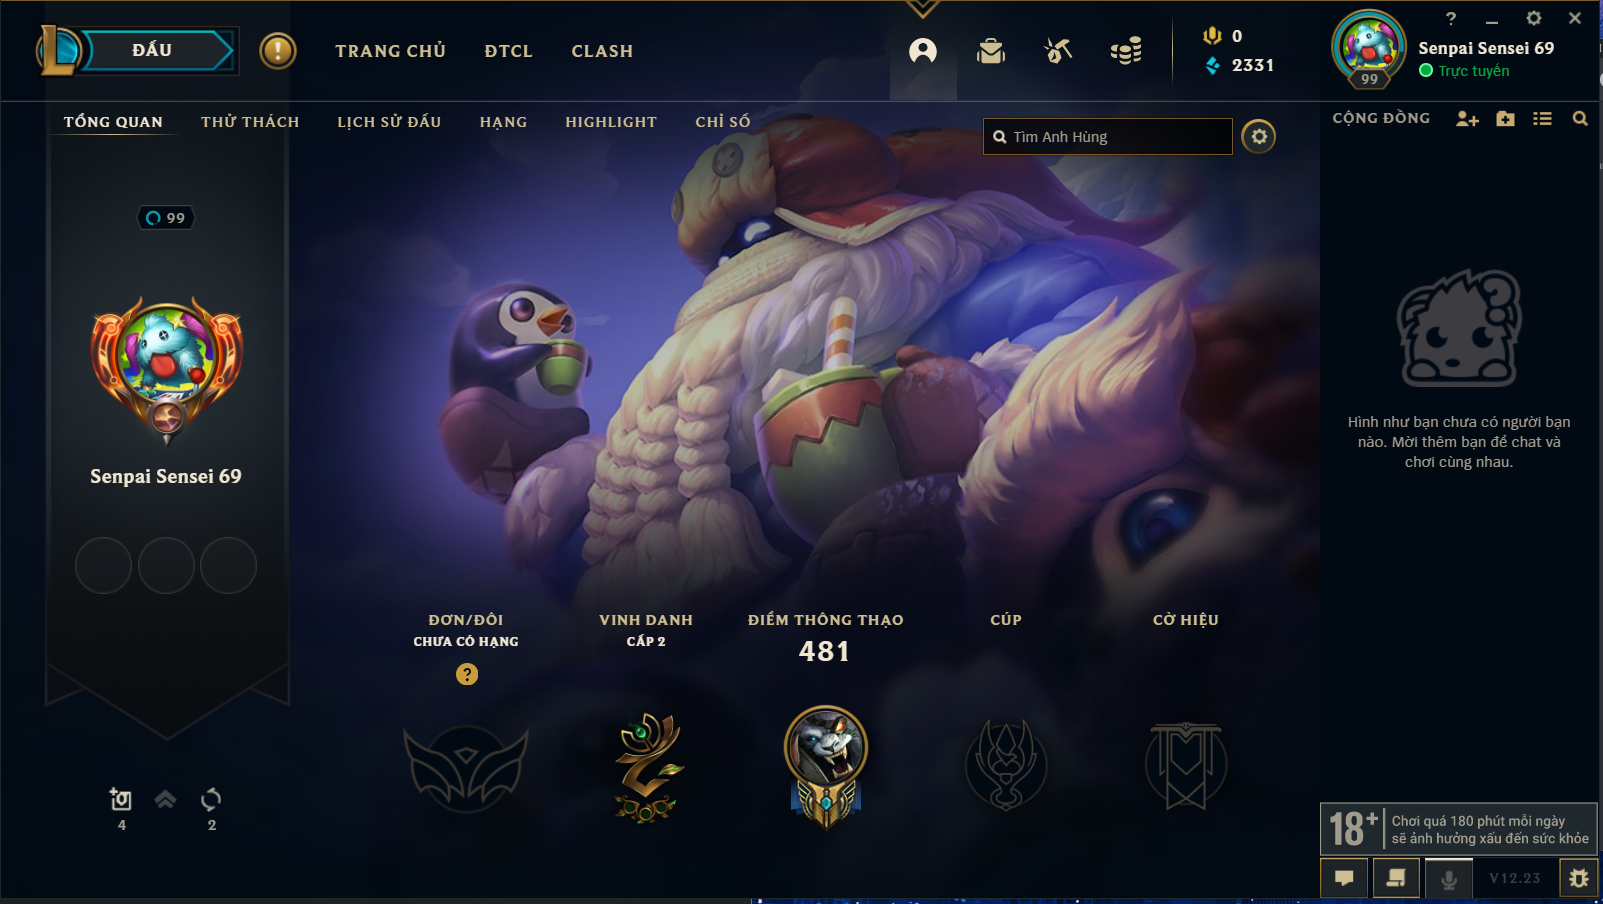 ĐẤU
TRANG CHỦ
ĐTCL
CLASH
0
2331
99
Senpai Sensei 69
Trực tuyến
TỔNG QUAN
THỬ THÁCH
LỊCH SỬ ĐẤU
HẠNG
HIGHLIGHT
CHỈ SỐ
Tìm Anh Hùng
CỘNG ĐỒNG
99
Senpai Sensei 69
Hình như bạn chưa có người bạn
nào. Mời thêm bạn để chat và
chơi cùng nhau.
ĐƠN/ĐÔI
CHƯA CÓ HẠNG
?
VINH DANH
CẤP 2
ĐIỂM THÔNG THẠO
481
CÚP
CỜ HIỆU
4
2
18+
Chơi quá 180 phút mỗi ngày
sẽ ảnh hưởng xấu đến sức khỏe
V12.23